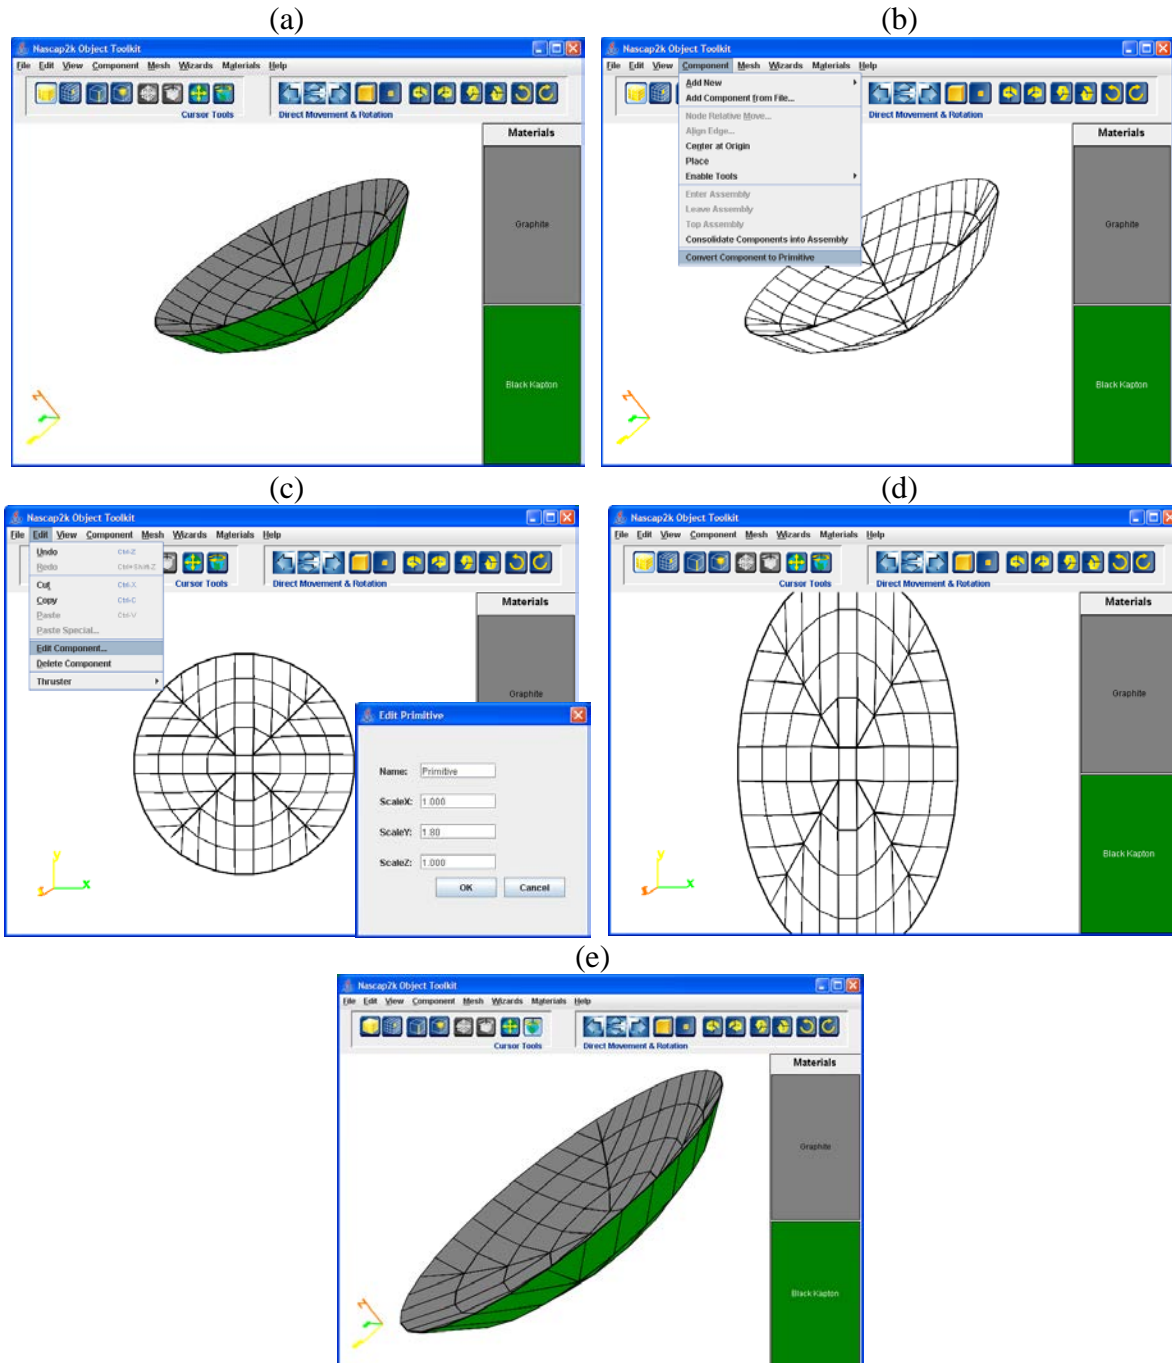 (a)
Nascap2k Object Toolkit
File Edit View Component Mesh Wizards Materials Help
Cursor Tools
Direct Movement & Rotation
Materials
Graphite
Black Kapton
Z
(b)
Nascap2k Object Toolkit
File Edit View Component Mesh Wizards Materials Help
Add New
Add Component from File...
Node Relative Move...
Align Edge...
Center at Origin
Place
Enable Tools
Enter Assembly
Leave Assembly
Top Assembly
Consolidate Components into Assembly
Convert Component to Primitive
Direct Movement & Rotation
Materials
Graphite
Black Kapton
Z
(c)
Nascap2k Object Toolkit
File Edit View Component Mesh Wizards Materials Help
Undo Ctrl-Z
Redo Ctrl+Shift-Z
Cut Ctrl-X
Copy Ctrl-C
Paste Ctrl-V
Paste Special...
Edit Component...
Delete Component
Thruster
Cursor Tools
Direct Movement & Rotation
Materials
Graphite
Edit Primitive
Name: Primitive
ScaleX: 1.000
ScaleY: 1.80
ScaleZ: 1.000
OK Cancel
y
x
(d)
Nascap2k Object Toolkit
File Edit View Component Mesh Wizards Materials Help
Cursor Tools
Direct Movement & Rotation
Materials
Graphite
Black Kapton
y
x
(e)
Nascap2k Object Toolkit
File Edit View Component Mesh Wizards Materials Help
Cursor Tools
Direct Movement & Rotation
Materials
Graphite
Black Kapton
Z